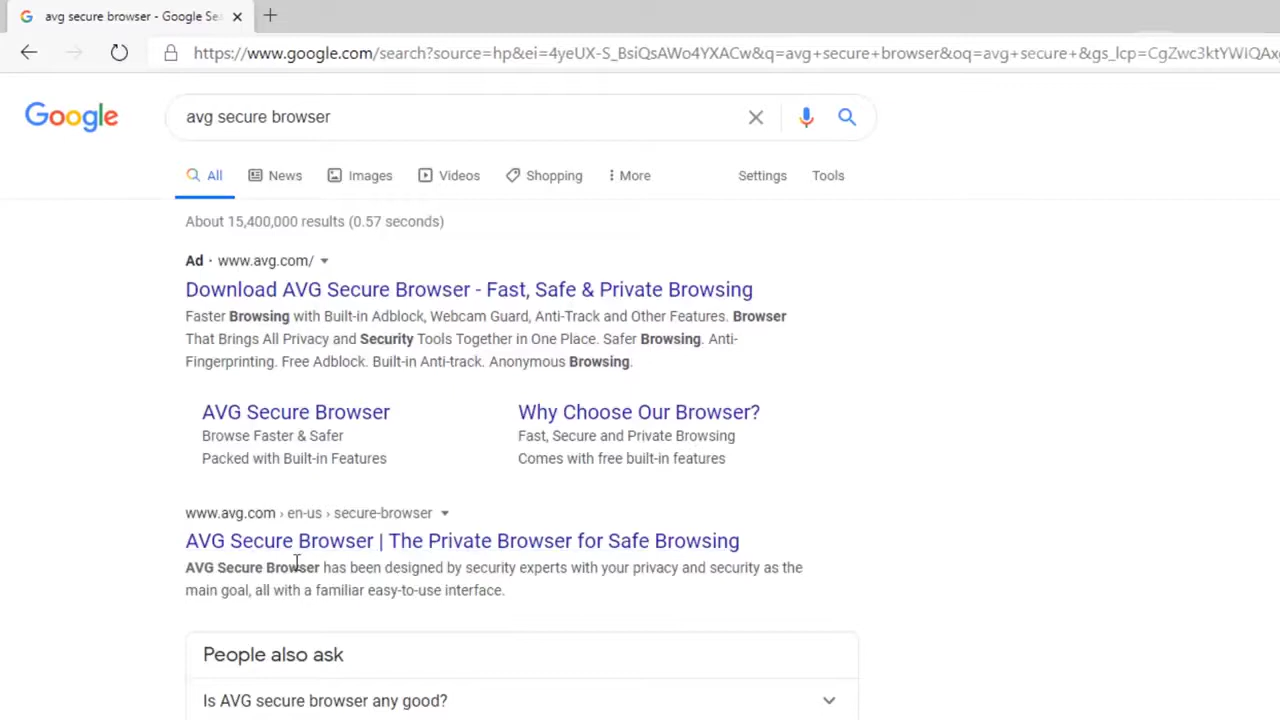 avg secure browser - Google Se
https://www.google.com/search?source=hp&ei=4yeUX-S_BsiQsAWo4YXACw&q=avg+secure+browser&oq=avg+secure+&gs_lcp=CgZwc3ktYWIQAx
Google
avg secure browser
All News Images Videos Shopping More Settings Tools
About 15,400,000 results (0.57 seconds)
Ad · www.avg.com/
Download AVG Secure Browser - Fast, Safe & Private Browsing
Faster Browsing with Built-in Adblock, Webcam Guard, Anti-Track and Other Features. Browser
That Brings All Privacy and Security Tools Together in One Place. Safer Browsing. Anti-
Fingerprinting. Free Adblock. Built-in Anti-track. Anonymous Browsing.
AVG Secure Browser
Browse Faster & Safer
Packed with Built-in Features
Why Choose Our Browser?
Fast, Secure and Private Browsing
Comes with free built-in features
www.avg.com › en-us › secure-browser
AVG Secure Browser | The Private Browser for Safe Browsing
AVG Secure Browser has been designed by security experts with your privacy and security as the
main goal, all with a familiar easy-to-use interface.
People also ask
Is AVG secure browser any good?